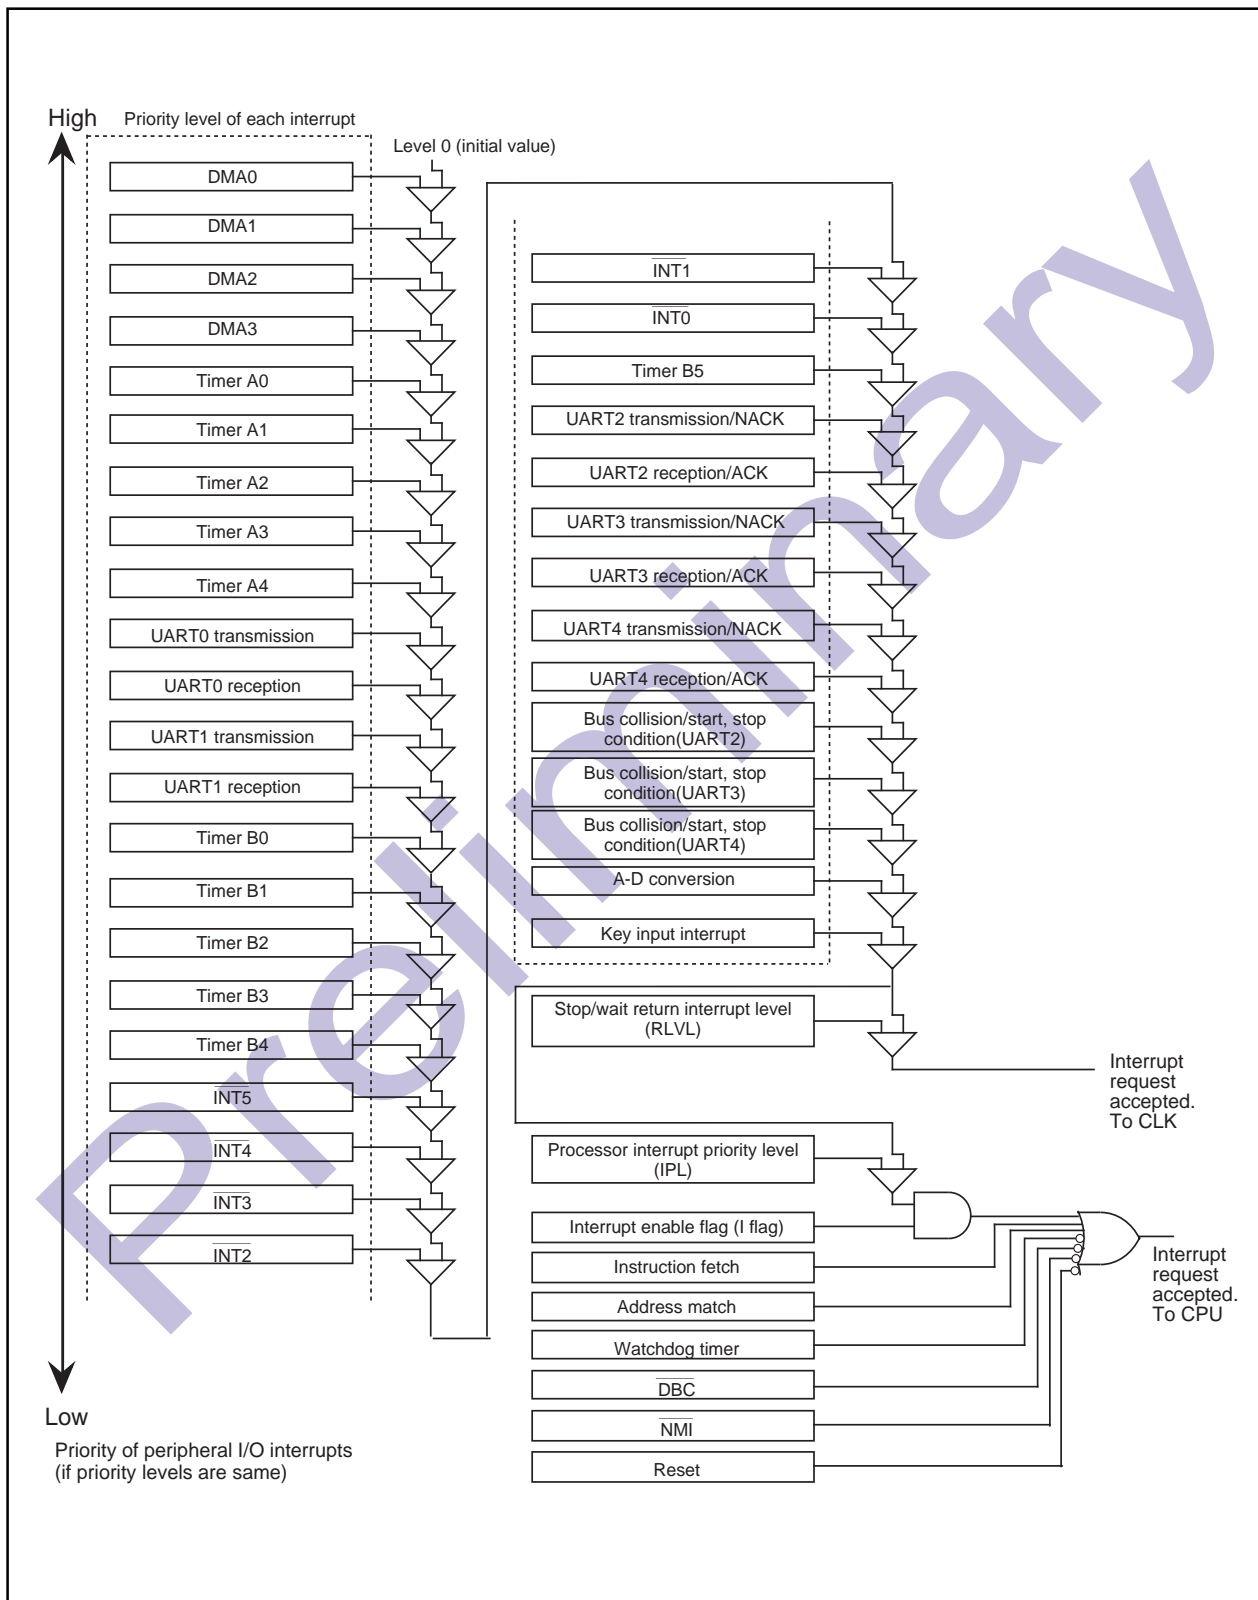 High
Priority level of each interrupt
Level 0 (initial value)
DMA0
DMA1
DMA2
DMA3
Timer A0
Timer A1
Timer A2
Timer A3
Timer A4
UART0 transmission
UART0 reception
UART1 transmission
UART1 reception
Timer B0
Timer B1
Timer B2
Timer B3
Timer B4
INT5
INT4
INT3
INT2
Low
Priority of peripheral I/O interrupts
(if priority levels are same)
INT1
INT0
Timer B5
UART2 transmission/NACK
UART2 reception/ACK
UART3 transmission/NACK
UART3 reception/ACK
UART4 transmission/NACK
UART4 reception/ACK
Bus collision/start, stop
condition(UART2)
Bus collision/start, stop
condition(UART3)
Bus collision/start, stop
condition(UART4)
A-D conversion
Key input interrupt
Stop/wait return interrupt level
(RLVL)
Interrupt
request
accepted.
To CLK
Processor interrupt priority level
(IPL)
Interrupt enable flag (I flag)
Instruction fetch
Address match
Watchdog timer
DBC
NMI
Reset
Interrupt
request
accepted.
To CPU
Preliminary